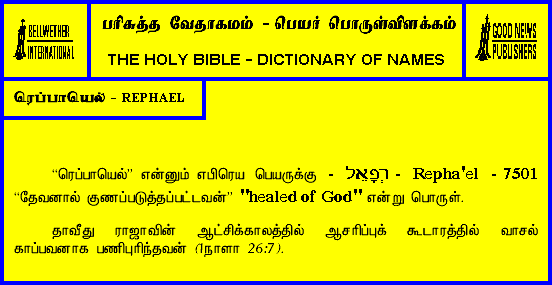 BELLWETHER
INTERNATIONAL
பரிசுத்த வேதாகமம் - பெயர் பொருள்விளக்கம்
THE HOLY BIBLE - DICTIONARY OF NAMES
GOOD NEWS
PUBLISHERS
ரெப்பாயெல் - REPHAEL
“ரெப்பாயெல்” என்னும் எபிரெய பெயருக்கு - רְפָאֵל - Repha'el - 7501
“தேவனால் குணப்படுத்தப்பட்டவன்” "healed of God" என்று பொருள்.
தாவீது ராஜாவின் ஆட்சிக்காலத்தில் ஆசரிப்புக் கூடாரத்தில் வாசல்
காப்பவனாக பணிபுரிந்தவன் (1நாளா 26:7).